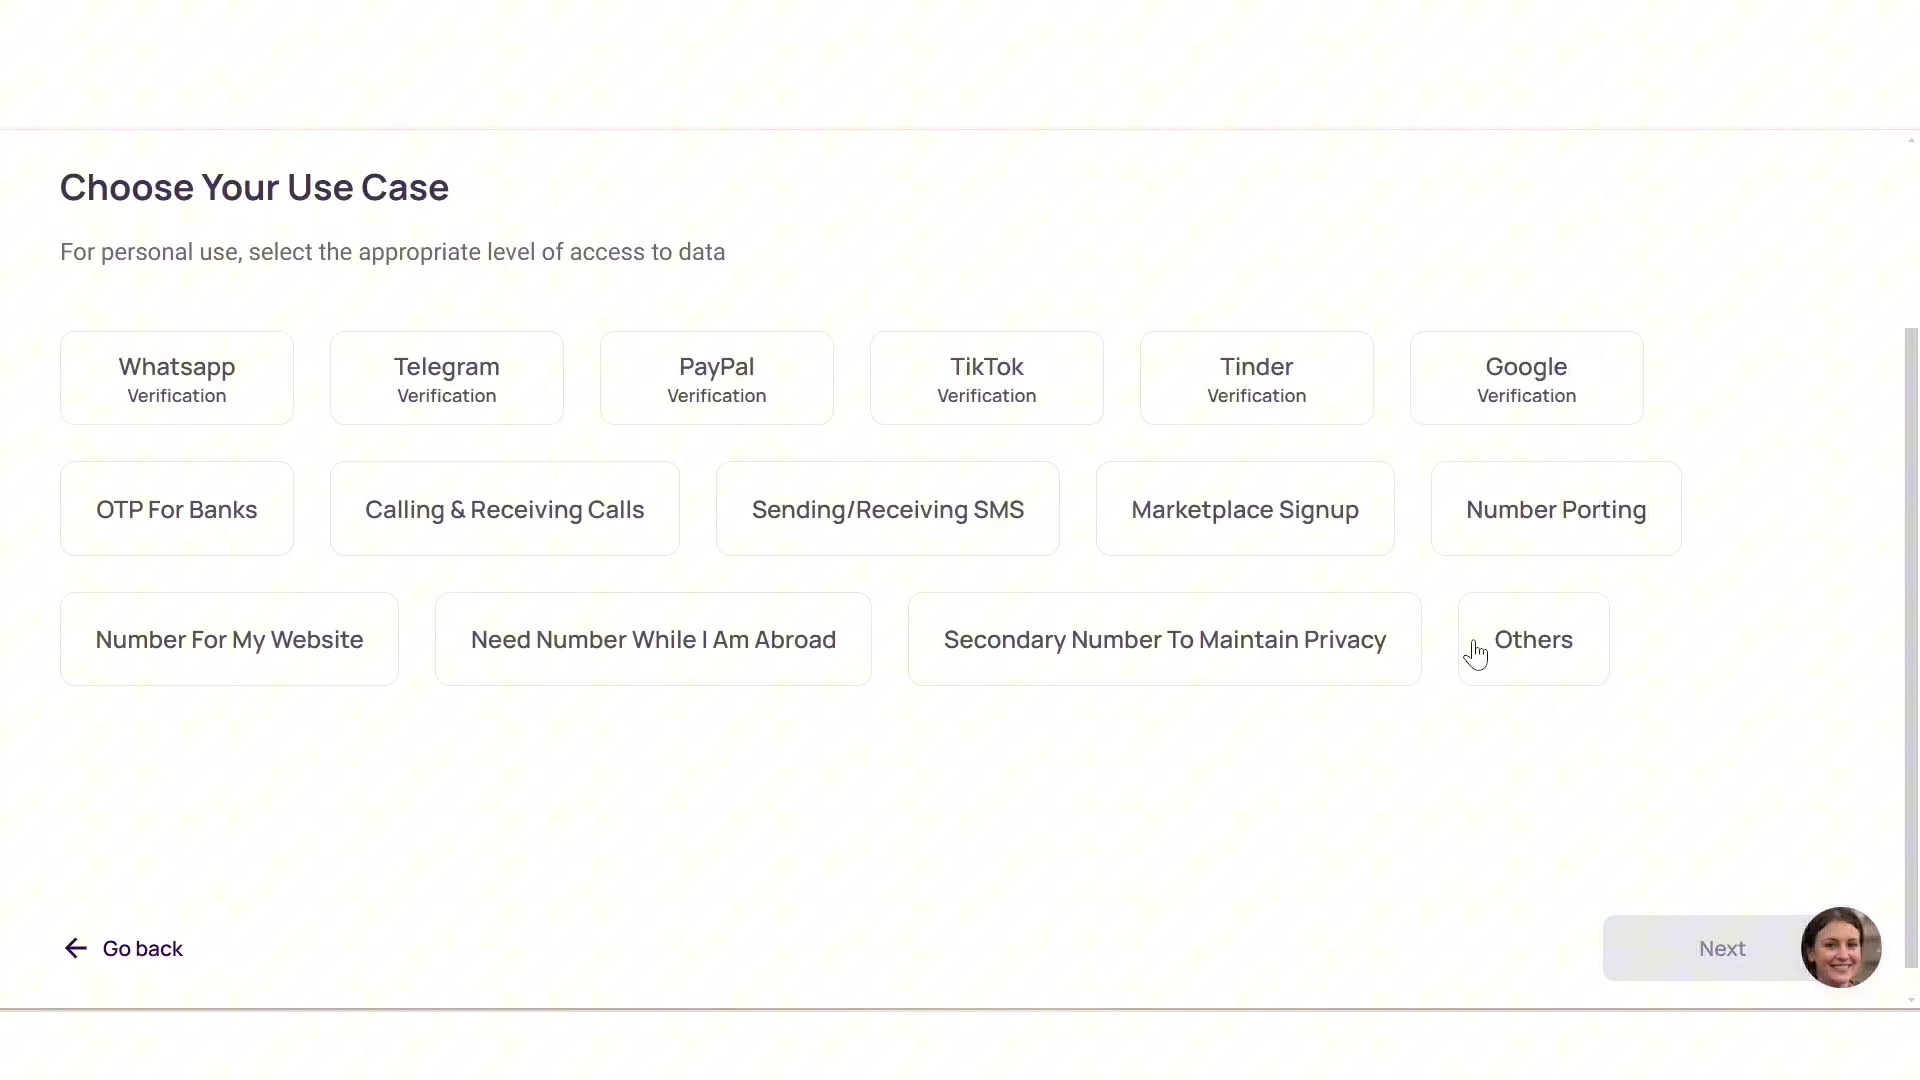 Choose Your Use Case
For personal use, select the appropriate level of access to data
Whatsapp
Verification
Telegram
Verification
PayPal
Verification
TikTok
Verification
Tinder
Verification
Google
Verification
OTP For Banks
Calling & Receiving Calls
Sending/Receiving SMS
Marketplace Signup
Number Porting
Number For My Website
Need Number While I Am Abroad
Secondary Number To Maintain Privacy
Others
Go back
Next